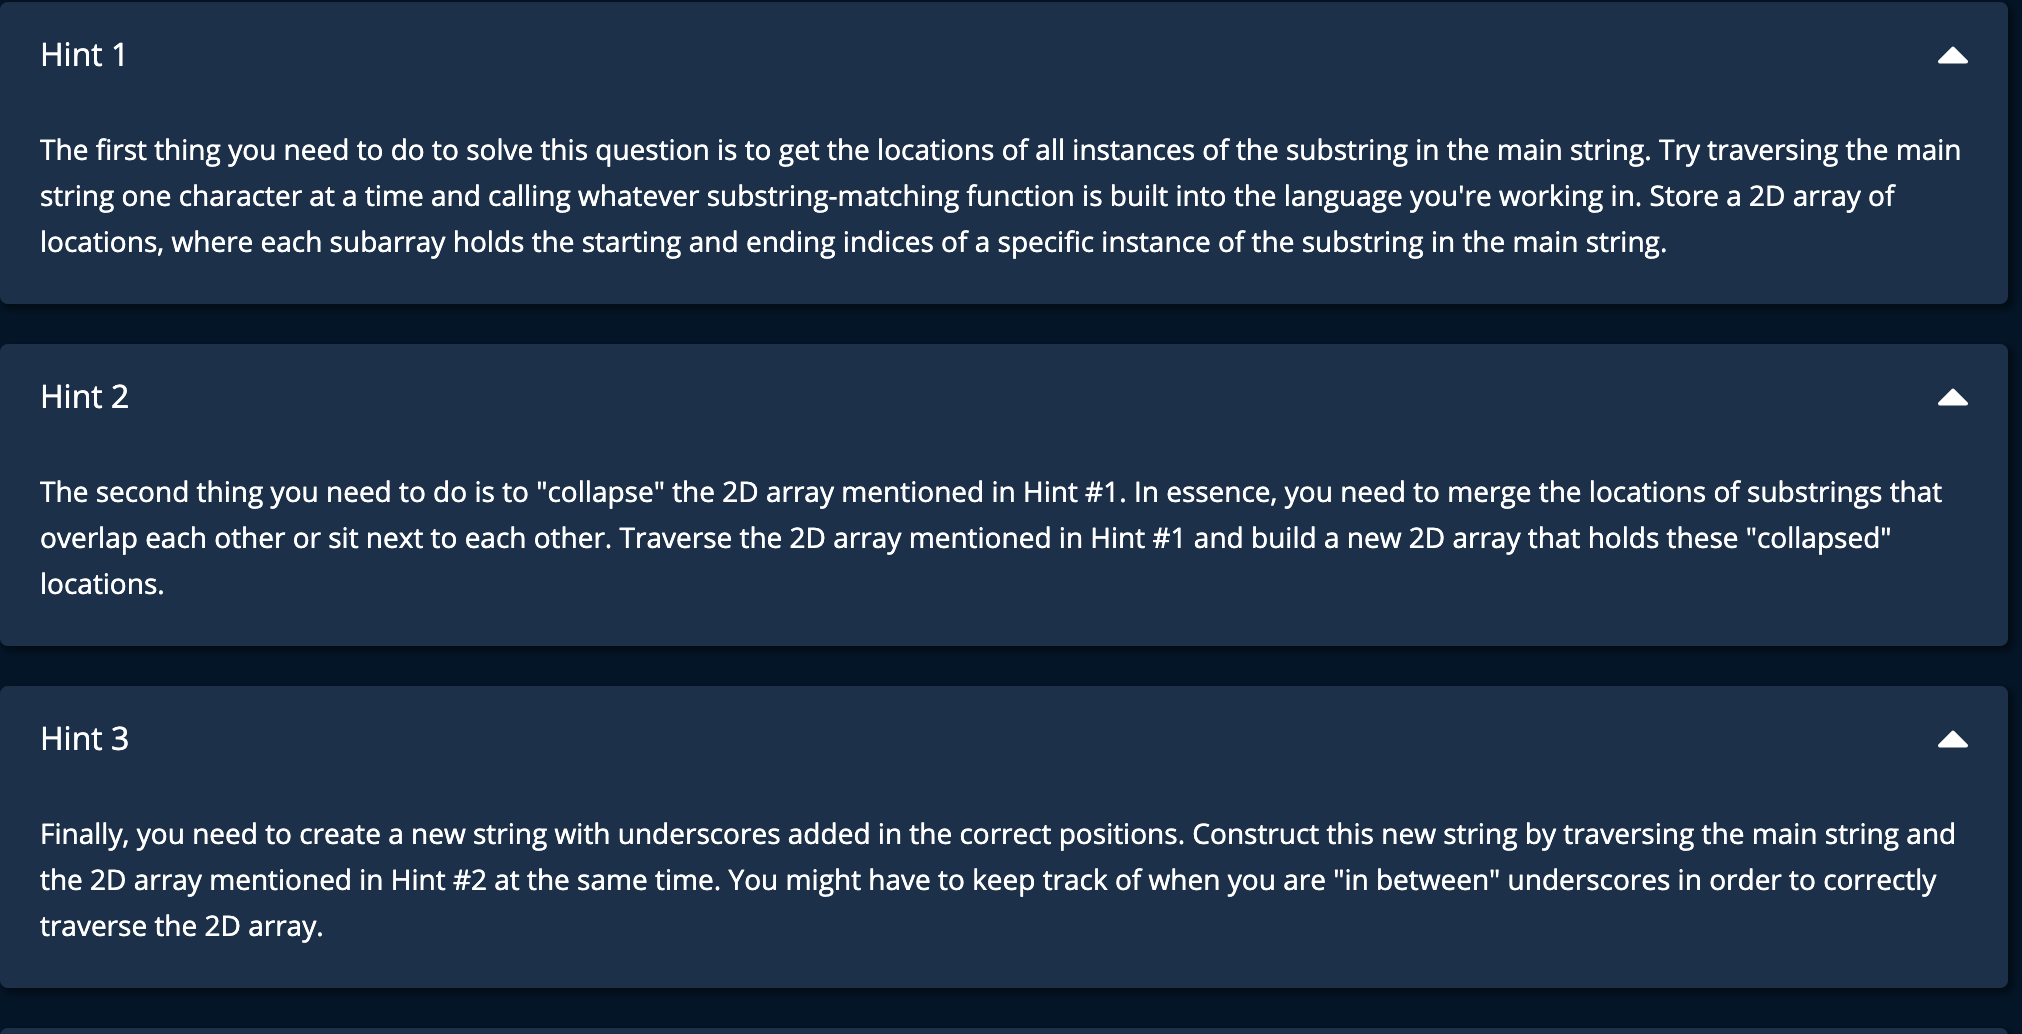 Hint 1
The first thing you need to do to solve this question is to get the locations of all instances of the substring in the main string. Try traversing the main
string one character at a time and calling whatever substring-matching function is built into the language you're working in. Store a 2D array of
locations, where each subarray holds the starting and ending indices of a specific instance of the substring in the main string.
Hint 2
The second thing you need to do is to "collapse" the 2D array mentioned in Hint #1. In essence, you need to merge the locations of substrings that
overlap each other or sit next to each other. Traverse the 2D array mentioned in Hint #1 and build a new 2D array that holds these "collapsed"
locations.
Hint 3
Finally, you need to create a new string with underscores added in the correct positions. Construct this new string by traversing the main string and
the 2D array mentioned in Hint #2 at the same time. You might have to keep track of when you are "in between" underscores in order to correctly
traverse the 2D array.